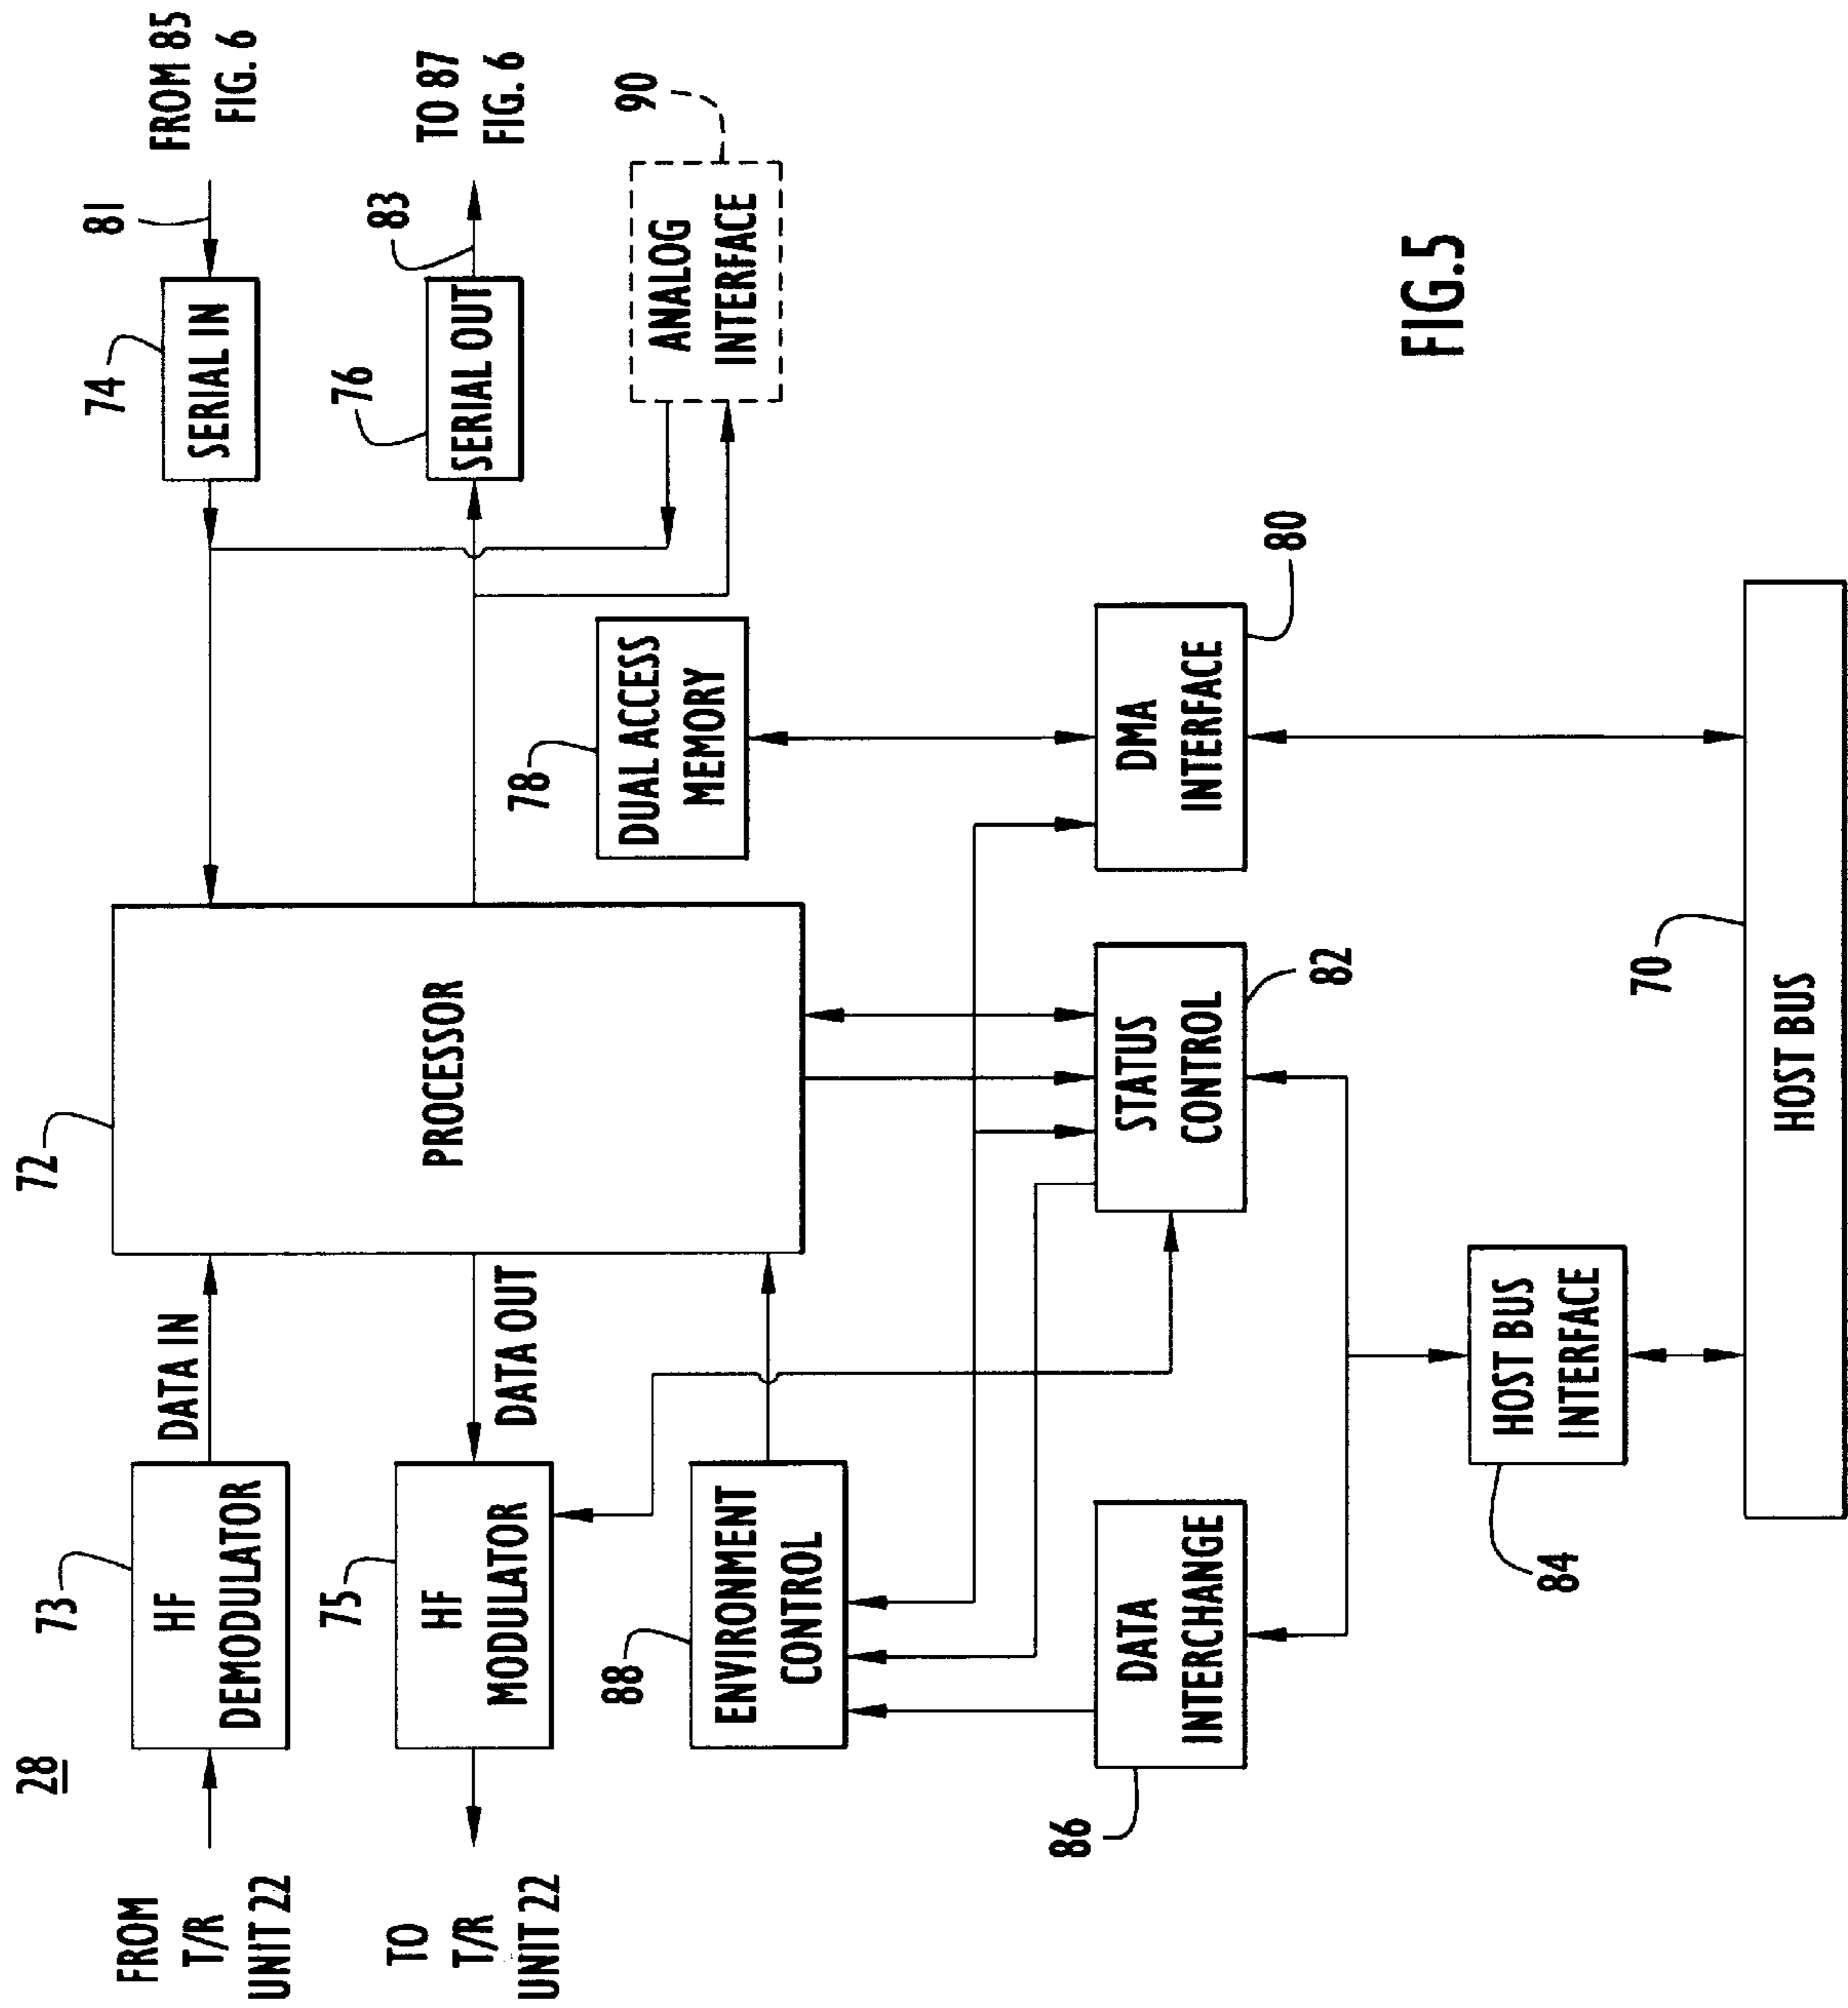 28
FROM
T/R
UNIT 22
73
HF
DEMODULATOR
DATA IN
72
PROCESSOR
74
SERIAL IN
81
FROM 85
FIG. 6
TO
T/R
UNIT 22
75
HF
MODULATOR
DATA OUT
76
SERIAL OUT
83
TO 87
FIG. 6
88
ENVIRONMENT
CONTROL
78
DUAL ACCESS
MEMORY
ANALOG
INTERFACE
90
86
DATA
INTERCHANGE
STATUS
CONTROL
82
DMA
INTERFACE
80
84
HOST BUS
INTERFACE
70
HOST BUS
FIG.5